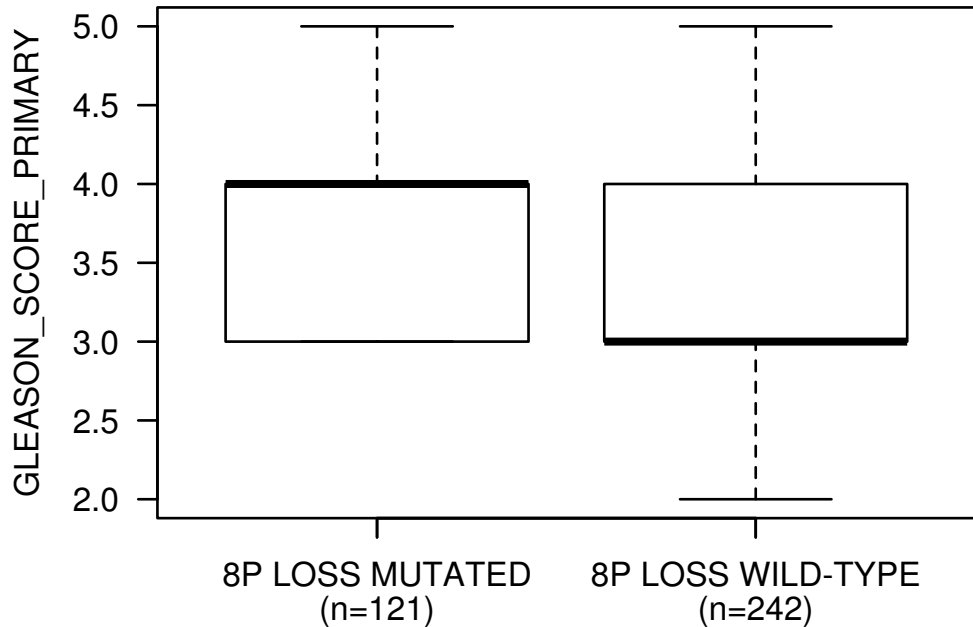 GLEASON_SCORE_PRIMARY
5.0
4.5
4.0
3.5
3.0
2.5
2.0
8P LOSS MUTATED
(n=121)
8P LOSS WILD-TYPE
(n=242)